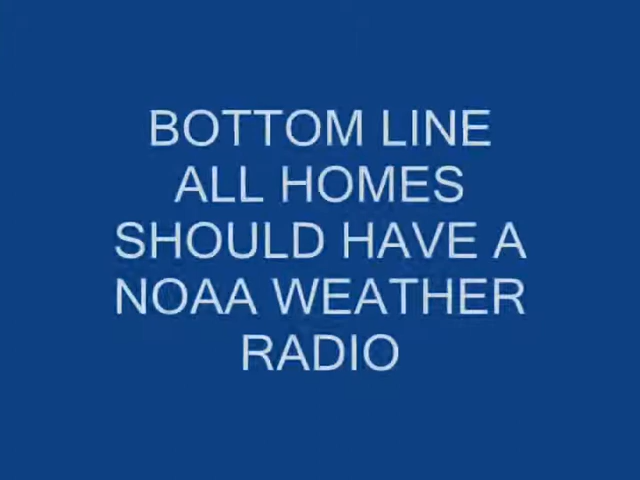 BOTTOM LINE
ALL HOMES
SHOULD HAVE A
NOAA WEATHER
RADIO